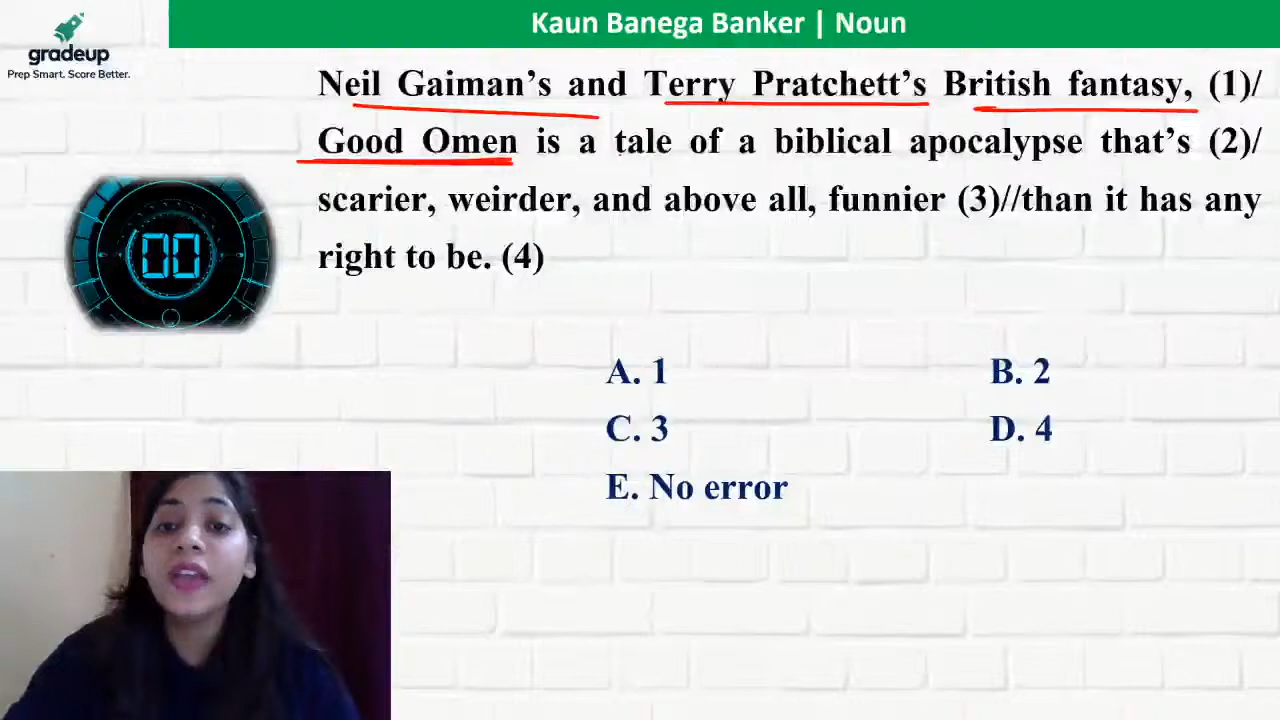 Kaun Banega Banker | Noun
gradeup
Prep Smart. Score Better.
Neil Gaiman’s and Terry Pratchett’s British fantasy, (1)/
Good Omen is a tale of a biblical apocalypse that’s (2)/
scarier, weirder, and above all, funnier (3)//than it has any
right to be. (4)
00
A. 1
B. 2
C. 3
D. 4
E. No error